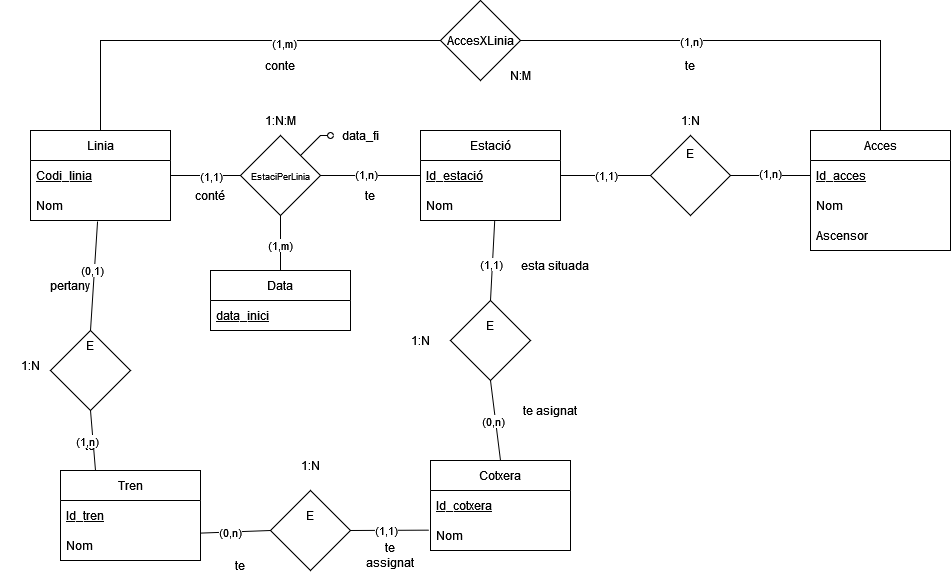 AccesXLinia
(1,m)
(1,n)
conte
te
N:M
1:N:M
1:N
data_fi
Linia
Estació
Acces
E
Codi_linia
(1,1)
EstaciPerLinia
(1,n)
Id_estació
(1,1)
(1,n)
Id_acces
conté
te
Nom
Nom
Nom
Ascensor
(1,m)
(0,1)
(1,1)
esta situada
pertany
Data
data_inici
E
1:N
E
1:N
te asignat
(0,n)
(1,n)
1:N
Tren
Cotxera
Id_tren
E
Id_cotxera
(0,n)
(1,1)
Nom
Nom
te
te
assignat